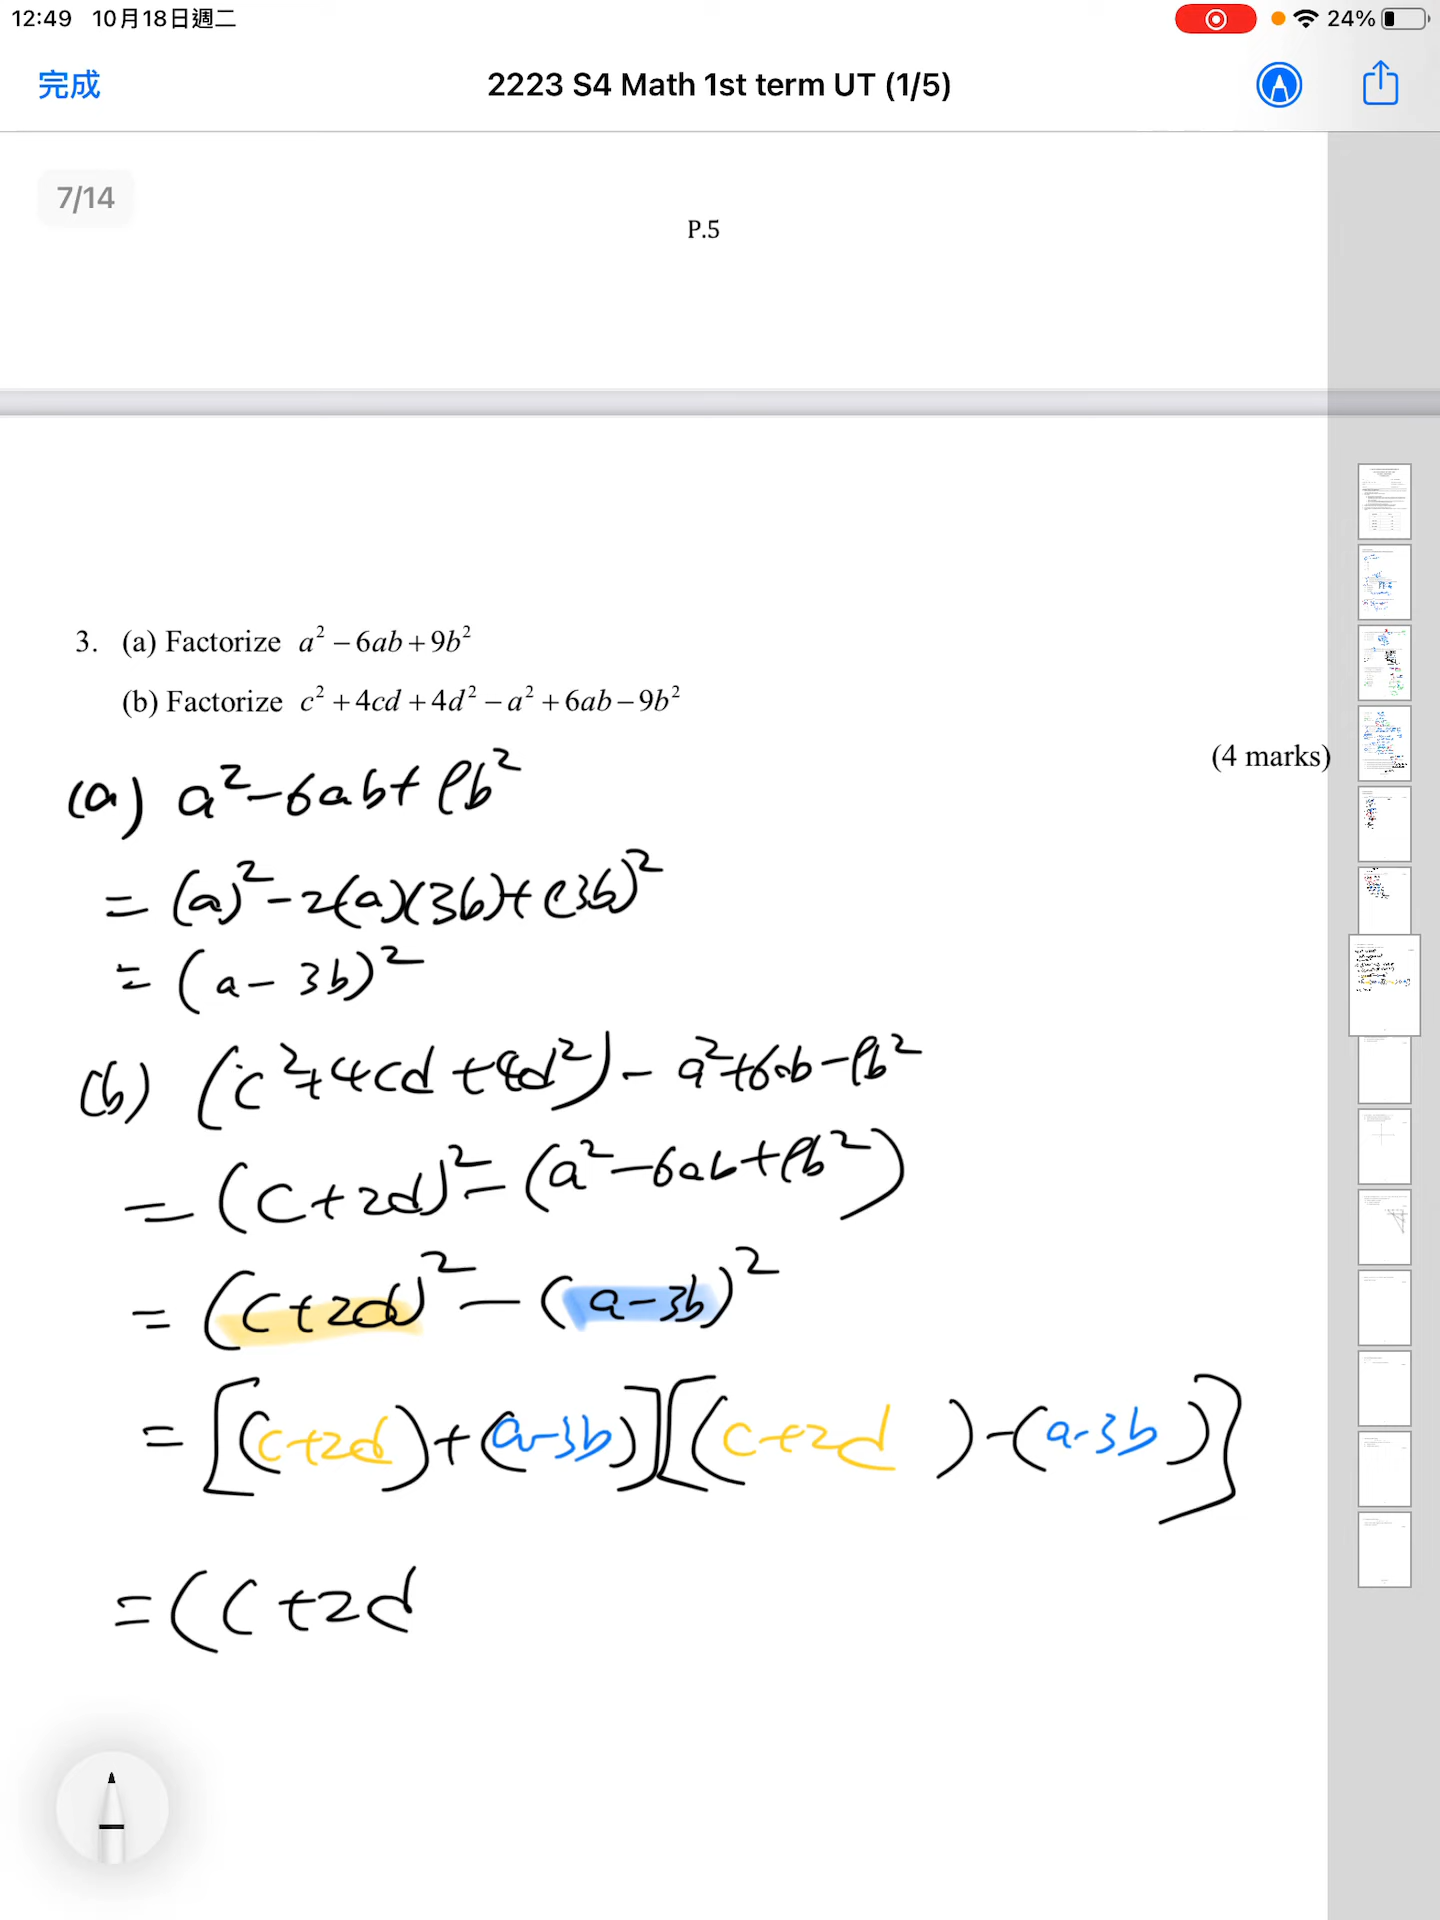 12:49 10月18日週二 24%
完成 2223 S4 Math 1st term UT (1/5)
7/14
P.5
3. (a) Factorize a² – 6ab + 9b²
(b) Factorize c² + 4cd + 4d² – a² + 6ab – 9b²
(4 marks)
(a) a² – 6ab + 9b²
= (a)² – 2(a)(3b) + (3b)²
= (a – 3b)²
(b) (c² + 4cd + 4d²) – a² + 6ab – 9b²
= (c + 2d)² – (a² – 6ab + 9b²)
= (c + 2d)² – (a – 3b)²
= [(c + 2d) + (a – 3b)][(c + 2d) – (a – 3b)]
= (c + 2d